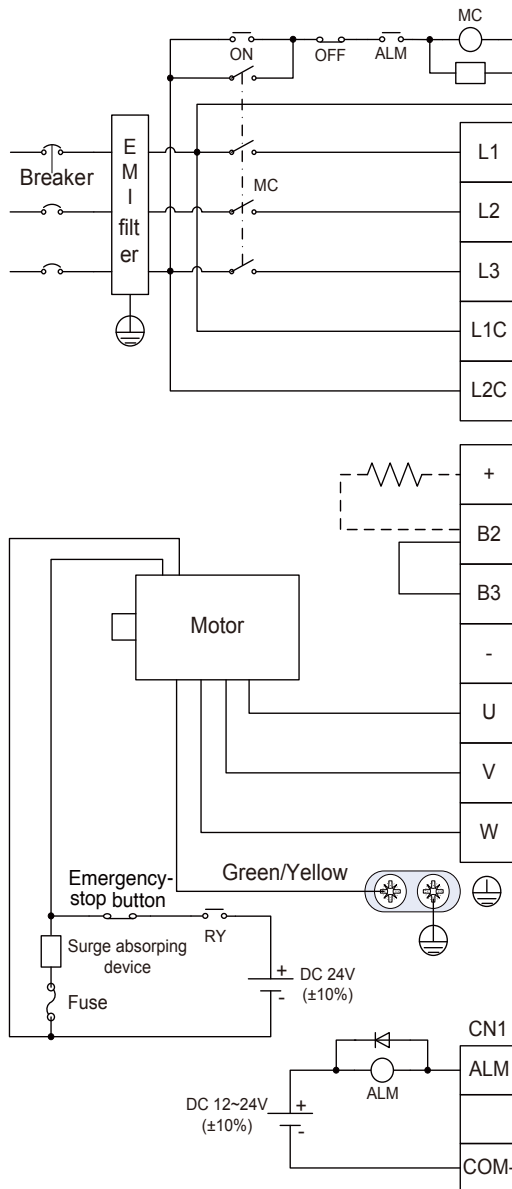 MC
ON
OFF
ALM
E
M
I
filt
er
Breaker
MC
L1
L2
L3
L1C
L2C
+
B2
B3
-
Motor
U
V
W
Green/Yellow
Emergency-
stop button
RY
Surge absorping
device
Fuse
+
-
DC 24V
(±10%)
CN1
ALM
ALM
DC 12~24V
(±10%)
+
-
COM-